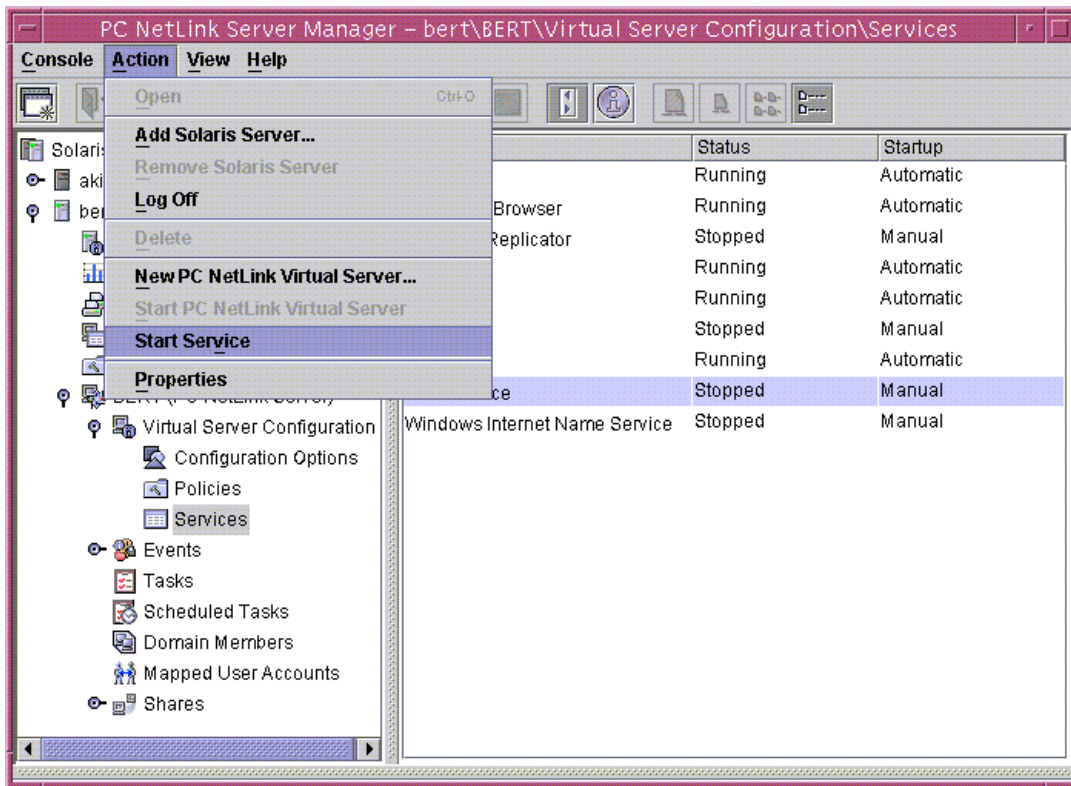 PC NetLink Server Manager – bert\BERT\Virtual Server Configuration\Services
Console Action View Help
Open Ctrl-O
Add Solaris Server...
Remove Solaris Server
Log Off
Delete
New PC NetLink Virtual Server...
Start PC NetLink Virtual Server
Start Service
Properties
Status Startup
Running Automatic
Browser Running Automatic
Replicator Stopped Manual
Running Automatic
Running Automatic
Stopped Manual
Running Automatic
Stopped Manual
Windows Internet Name Service Stopped Manual
Virtual Server Configuration
Configuration Options
Policies
Services
Events
Tasks
Scheduled Tasks
Domain Members
Mapped User Accounts
Shares